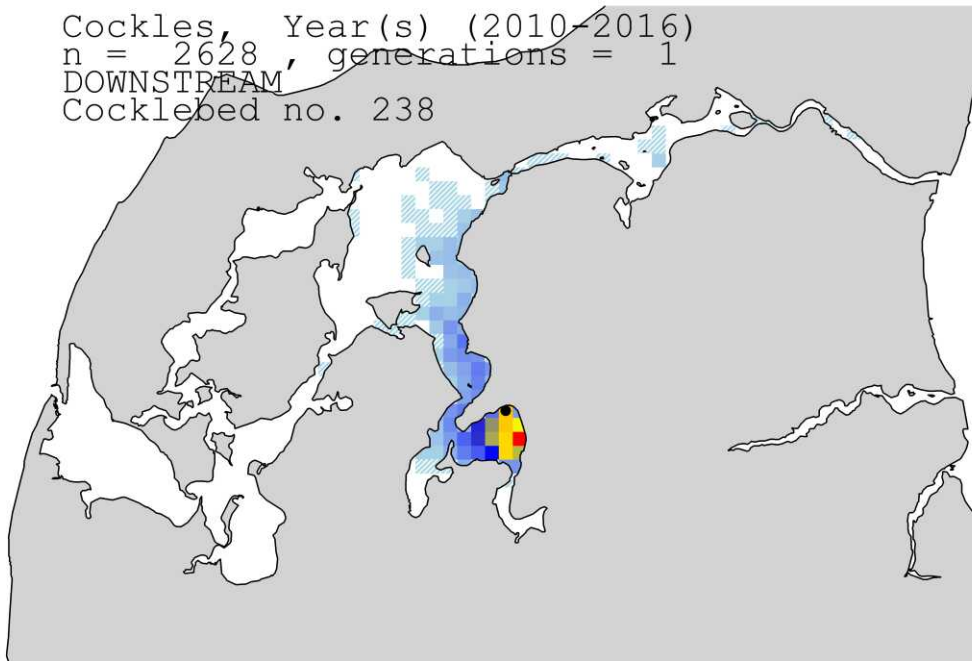 Cockles, Year(s) (2010-2016)
n = 2628 , generations = 1
DOWNSTREAM
Cocklebed no. 238